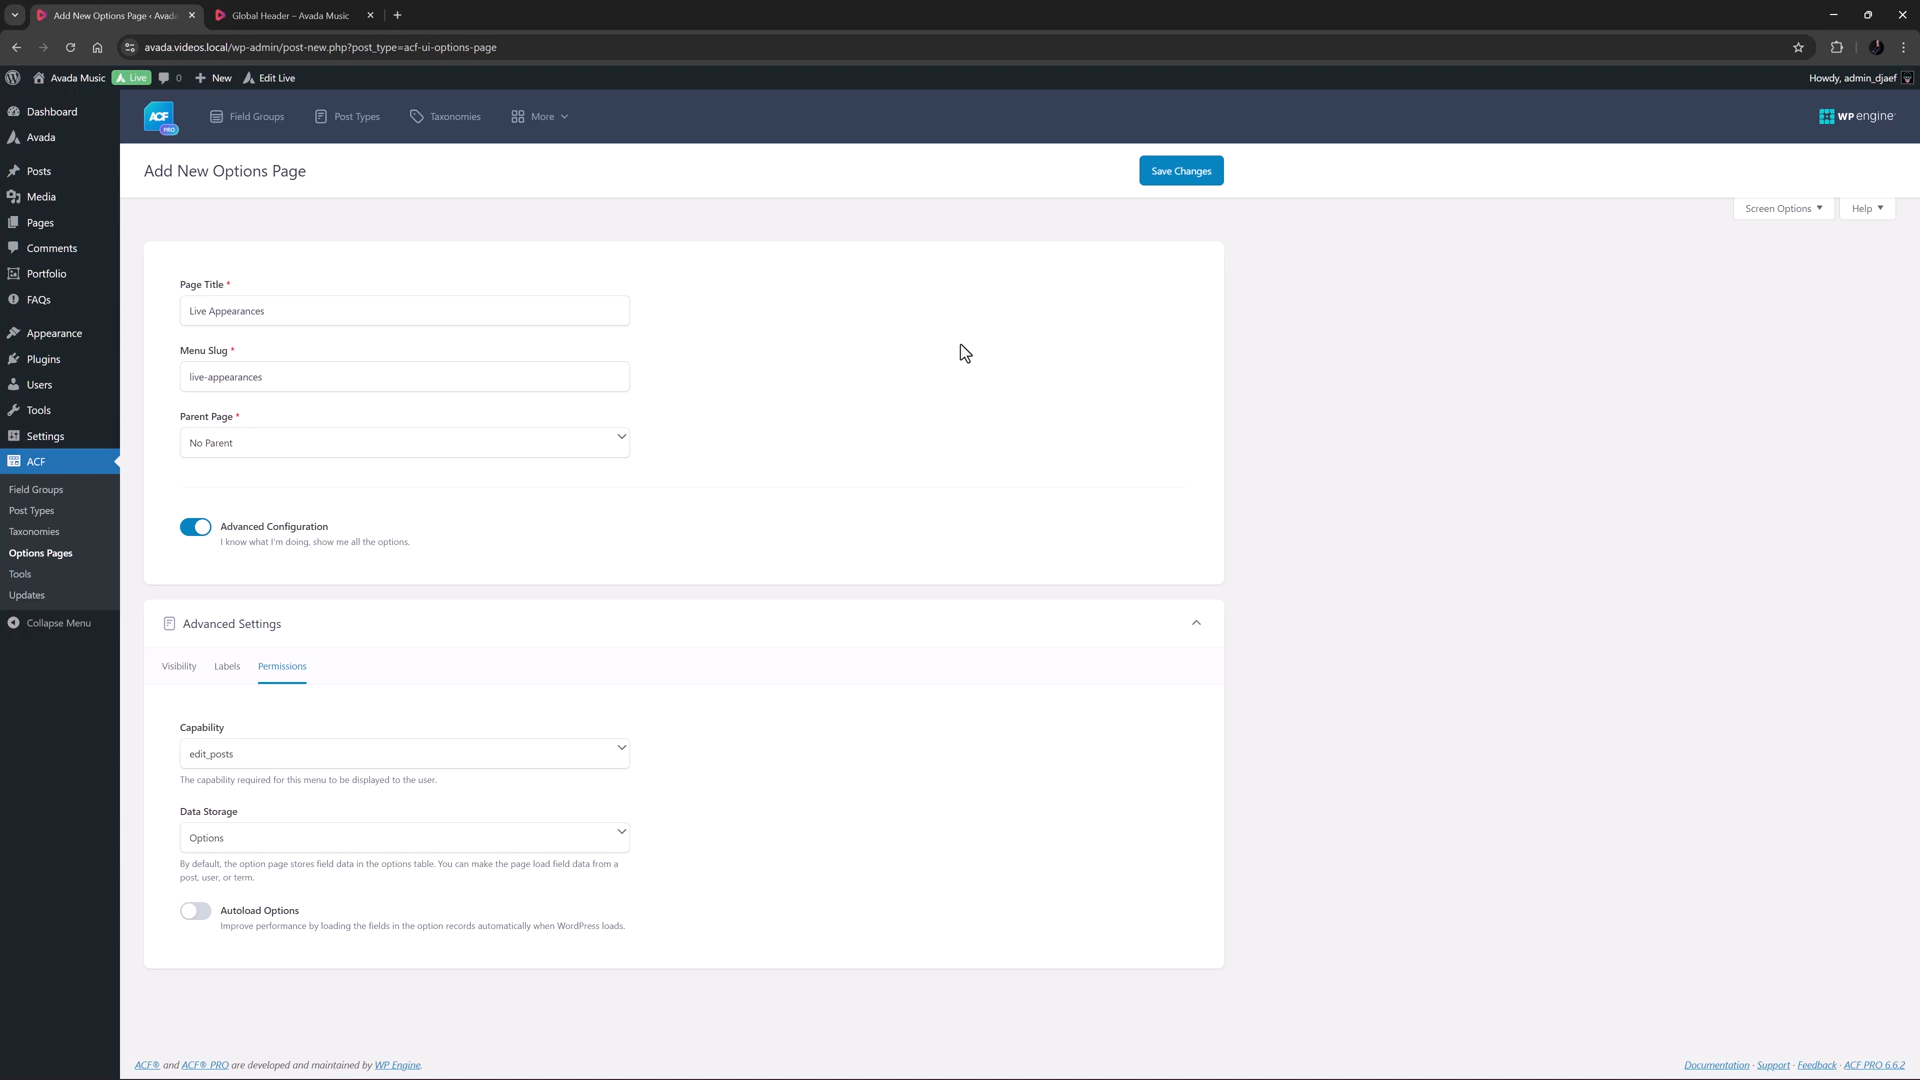 Add New Options Page ‹ Avada
Global Header – Avada Music
avada.videos.local/wp-admin/post-new.php?post_type=acf-ui-options-page
Avada Music
Live
0
New
Edit Live
Howdy, admin_djaef
Dashboard
Avada
Posts
Media
Pages
Comments
Portfolio
FAQs
Appearance
Plugins
Users
Tools
Settings
ACF
Field Groups
Post Types
Taxonomies
Options Pages
Tools
Updates
Collapse Menu
ACF
PRO
Field Groups
Post Types
Taxonomies
More
WP engine
Add New Options Page
Save Changes
Screen Options
Help
Page Title *
Live Appearances
Menu Slug *
live-appearances
Parent Page *
No Parent
Advanced Configuration
I know what I'm doing, show me all the options.
Advanced Settings
Visibility
Labels
Permissions
Capability
edit_posts
The capability required for this menu to be displayed to the user.
Data Storage
Options
By default, the option page stores field data in the options table. You can make the page load field data from a
post, user, or term.
Autoload Options
Improve performance by loading the fields in the option records automatically when WordPress loads.
ACF® and ACF® PRO are developed and maintained by WP Engine.
Documentation · Support · Feedback · ACF PRO 6.6.2